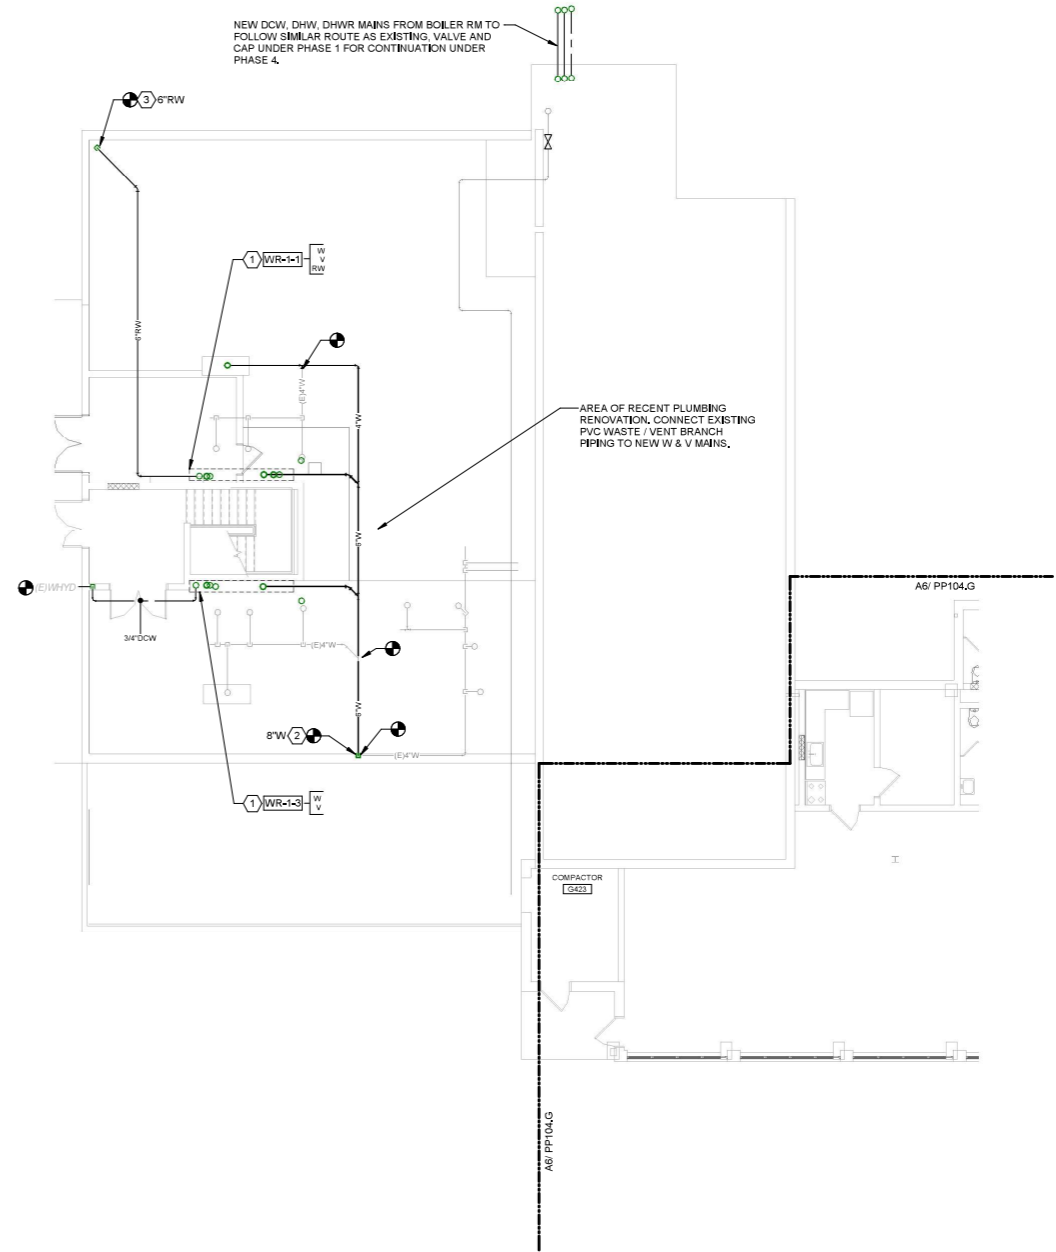 NEW DCW, DHW, DHWR MAINS FROM BOILER RM TO
FOLLOW SIMILAR ROUTE AS EXISTING, VALVE AND
CAP UNDER PHASE 1 FOR CONTINUATION UNDER
PHASE 4.
3 6"RW
1 WR-1-1 W
V
RW
6"RW
(E)4"W
4"W
AREA OF RECENT PLUMBING
RENOVATION. CONNECT EXISTING
PVC WASTE / VENT BRANCH
PIPING TO NEW W & V MAINS.
(E)WHYD
3/4"DCW
(E)4"W
A6/ PP104.G
8"W 2
(E)4"W
1 WR-1-3 W
V
COMPACTOR
G423
A6/ PP104.G